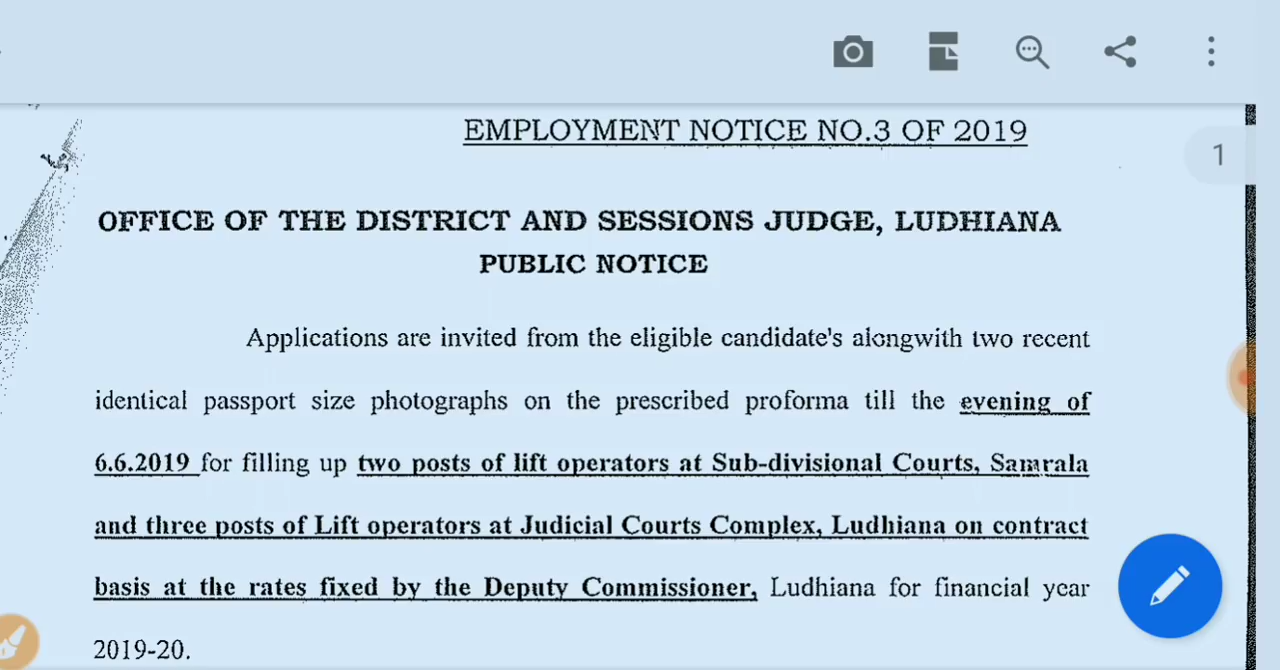 EMPLOYMENT NOTICE NO.3 OF 2019
1
OFFICE OF THE DISTRICT AND SESSIONS JUDGE, LUDHIANA
PUBLIC NOTICE
Applications are invited from the eligible candidate's alongwith two recent
identical passport size photographs on the prescribed proforma till the evening of
6.6.2019 for filling up two posts of lift operators at Sub-divisional Courts, Samrala
and three posts of Lift operators at Judicial Courts Complex, Ludhiana on contract
basis at the rates fixed by the Deputy Commissioner, Ludhiana for financial year
2019-20.